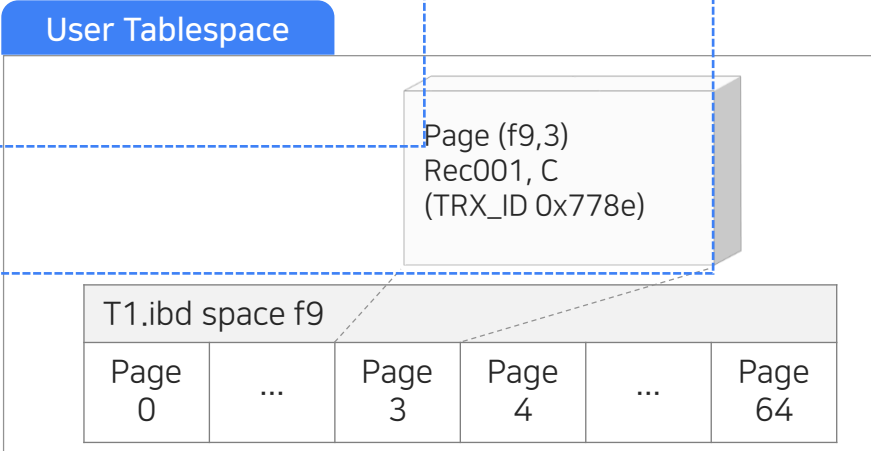 User Tablespace
Page (f9,3)
Rec001, C
(TRX_ID 0x778e)
T1.ibd space f9
Page 0
...
Page 3
Page 4
...
Page 64